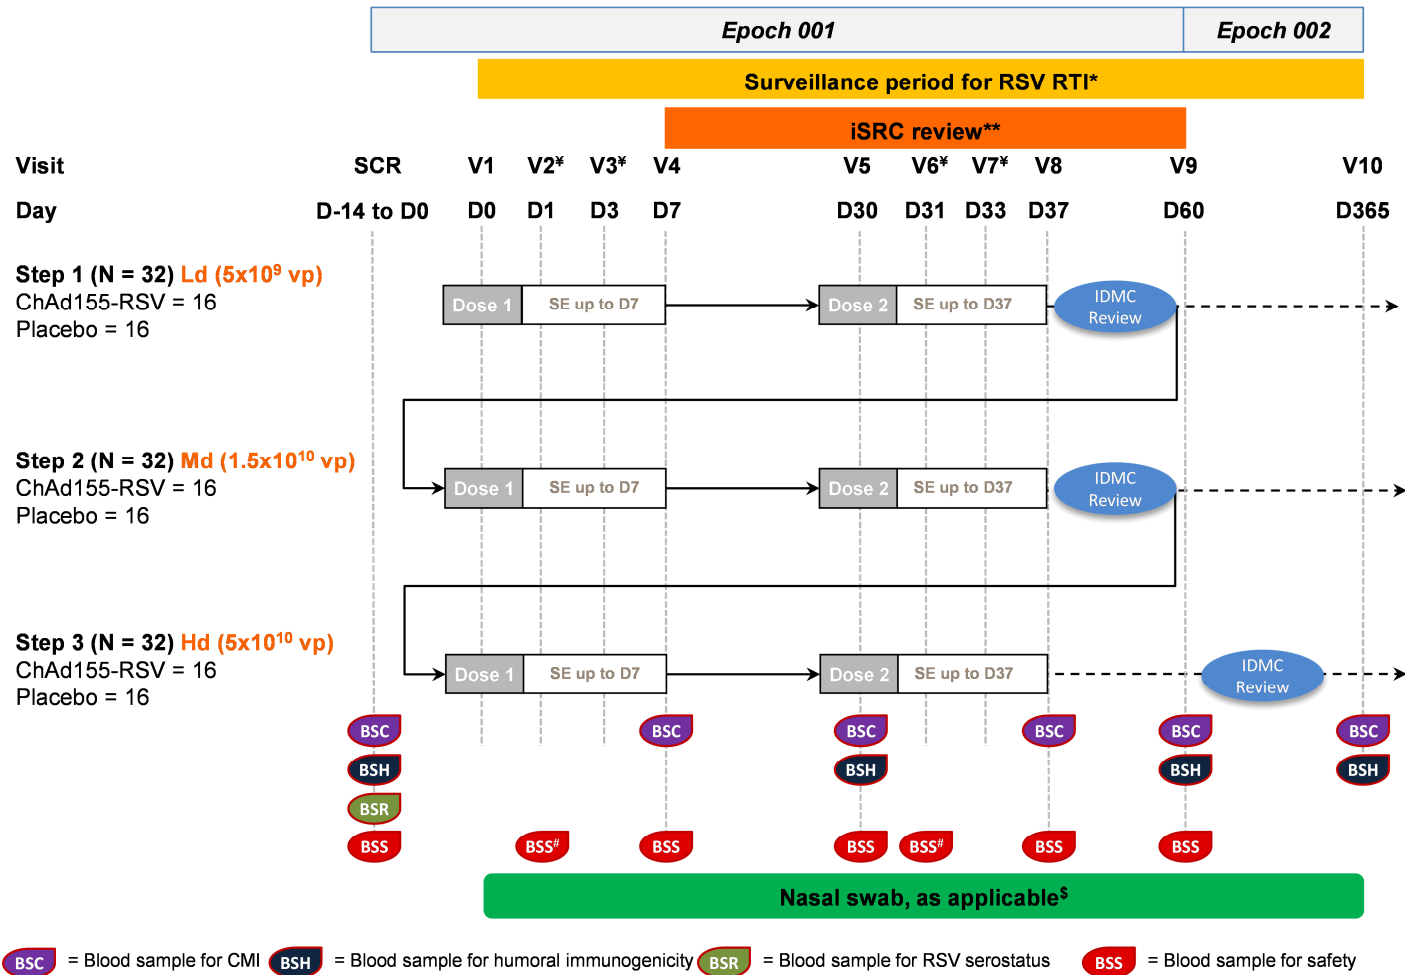 Epoch 001 Epoch 002
Surveillance period for RSV RTI*
iSRC review**
Visit SCR V1 V2¥ V3¥ V4 V5 V6¥ V7¥ V8 V9 V10
Day D-14 to D0 D0 D1 D3 D7 D30 D31 D33 D37 D60 D365
Step 1 (N = 32) Ld (5x10⁹ vp)
ChAd155-RSV = 16
Placebo = 16
Dose 1 SE up to D7 Dose 2 SE up to D37 IDMC
Review
Step 2 (N = 32) Md (1.5x10¹⁰ vp)
ChAd155-RSV = 16
Placebo = 16
Dose 1 SE up to D7 Dose 2 SE up to D37 IDMC
Review
Step 3 (N = 32) Hd (5x10¹⁰ vp)
ChAd155-RSV = 16
Placebo = 16
Dose 1 SE up to D7 Dose 2 SE up to D37 IDMC
Review
BSC BSC BSC BSC BSC BSC
BSH BSH BSH BSH
BSR
BSS BSS# BSS BSS BSS# BSS BSS
Nasal swab, as applicable$
BSC = Blood sample for CMI BSH = Blood sample for humoral immunogenicity BSR = Blood sample for RSV serostatus BSS = Blood sample for safety